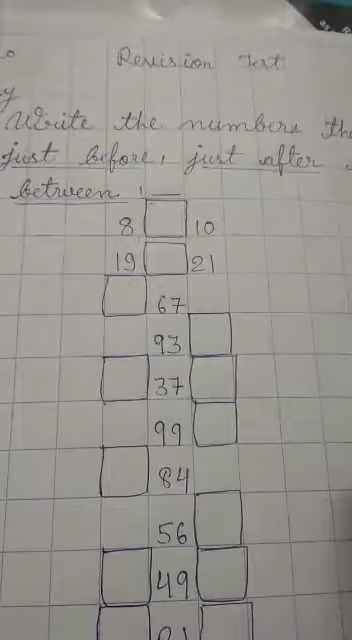 Revision Test
Write the numbers
just before, just after
between,
8 10
19 21
67
93
37
99
84
56
49